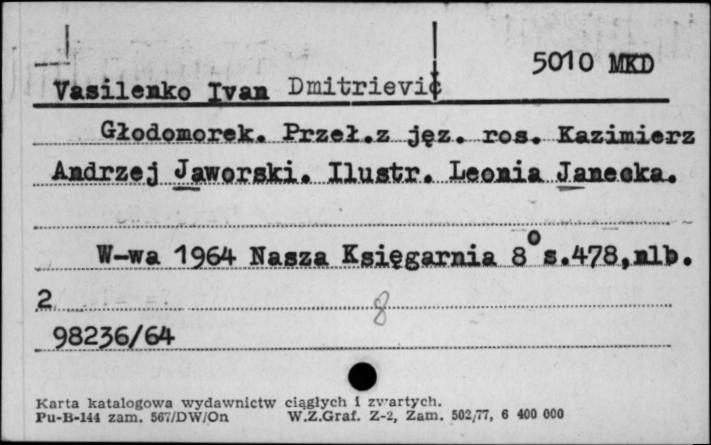 5010 MKD
Vasilenko Ivan Dmitrievič
Głodomorek. Przeł.z jęz. ros. Kazimierz
Andrzej Jaworski. Ilustr. Leonia Janecka.
W-wa 1964 Nasza Księgarnia 8° s.478,nlb.
2
8
98236/64
Karta katalogowa wydawnictw ciągłych i zwartych.
Pu-B-144 zam. 567/DW/On W.Z.Graf. Z-2, Zam. 502/77, 6 400 000